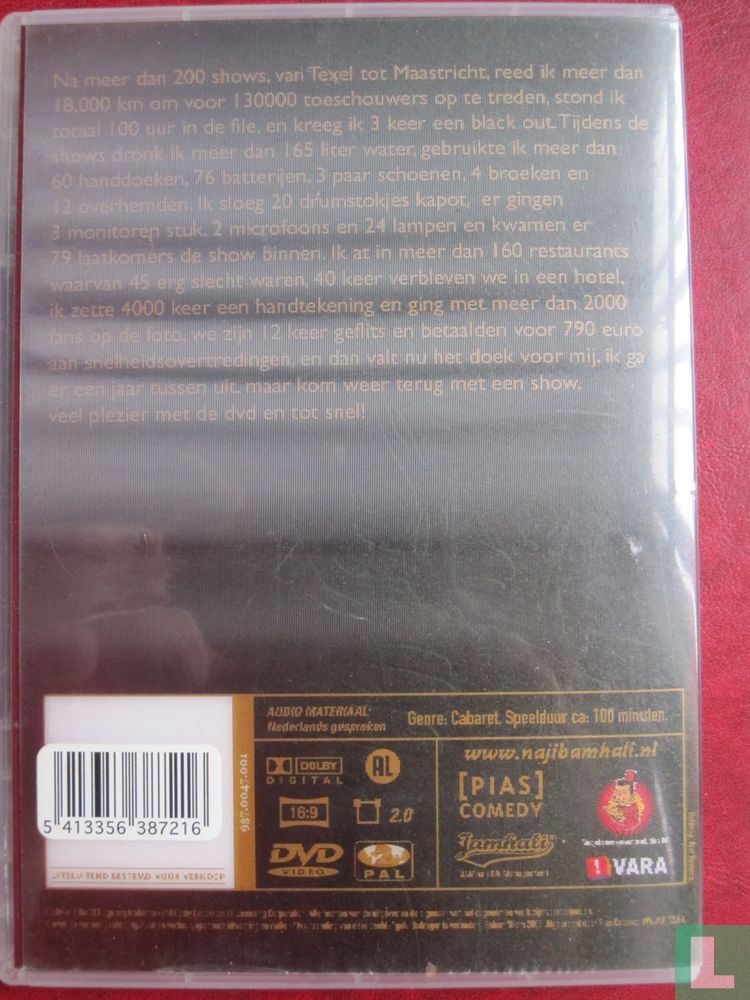 Na meer dan 200 shows, van Texel tot Maastricht, reed ik meer dan
18.000 km om voor 130000 toeschouwers op te treden, stond ik
totaal 100 uur in de file, en kreeg ik 3 keer een black out. Tijdens de
shows dronk ik meer dan 165 liter water, gebruikte ik meer dan
60 handdoeken, 76 batterijen, 3 paar schoenen, 4 broeken en
12 overhemden. Ik sloeg 20 drumstokjes kapot, er gingen
3 monitoren stuk, 2 microfoons en 24 lampen en kwamen er
79 laatkomers de show binnen. Ik at in meer dan 160 restaurants
waarvan 45 erg slecht waren, 40 keer verbleven we in een hotel,
ik zette 4000 keer een handtekening en ging met meer dan 2000
fans op de foto, we zijn 12 keer geflits en betaalden voor 790 euro
aan snelheidsovertredingen, en dan valt nu het doek voor mij, ik ga
er een jaar tussen uit, maar kom weer terug met een show,
veel plezier met de dvd en tot snel!
AUDIO MATERIAAL:
Nederlands gesproken
Genre: Cabaret. Speelduur ca: 100 minuten.
DOLBY
DIGITAL
AL
16:9
2.0
DVD
VIDEO
PAL
987.0047.001
www.najibamhali.nl
[PIAS]
COMEDY
Jamhali
VARA
5 413356 387216
UITSLUITEND BESTEMD VOOR VERKOOP
L